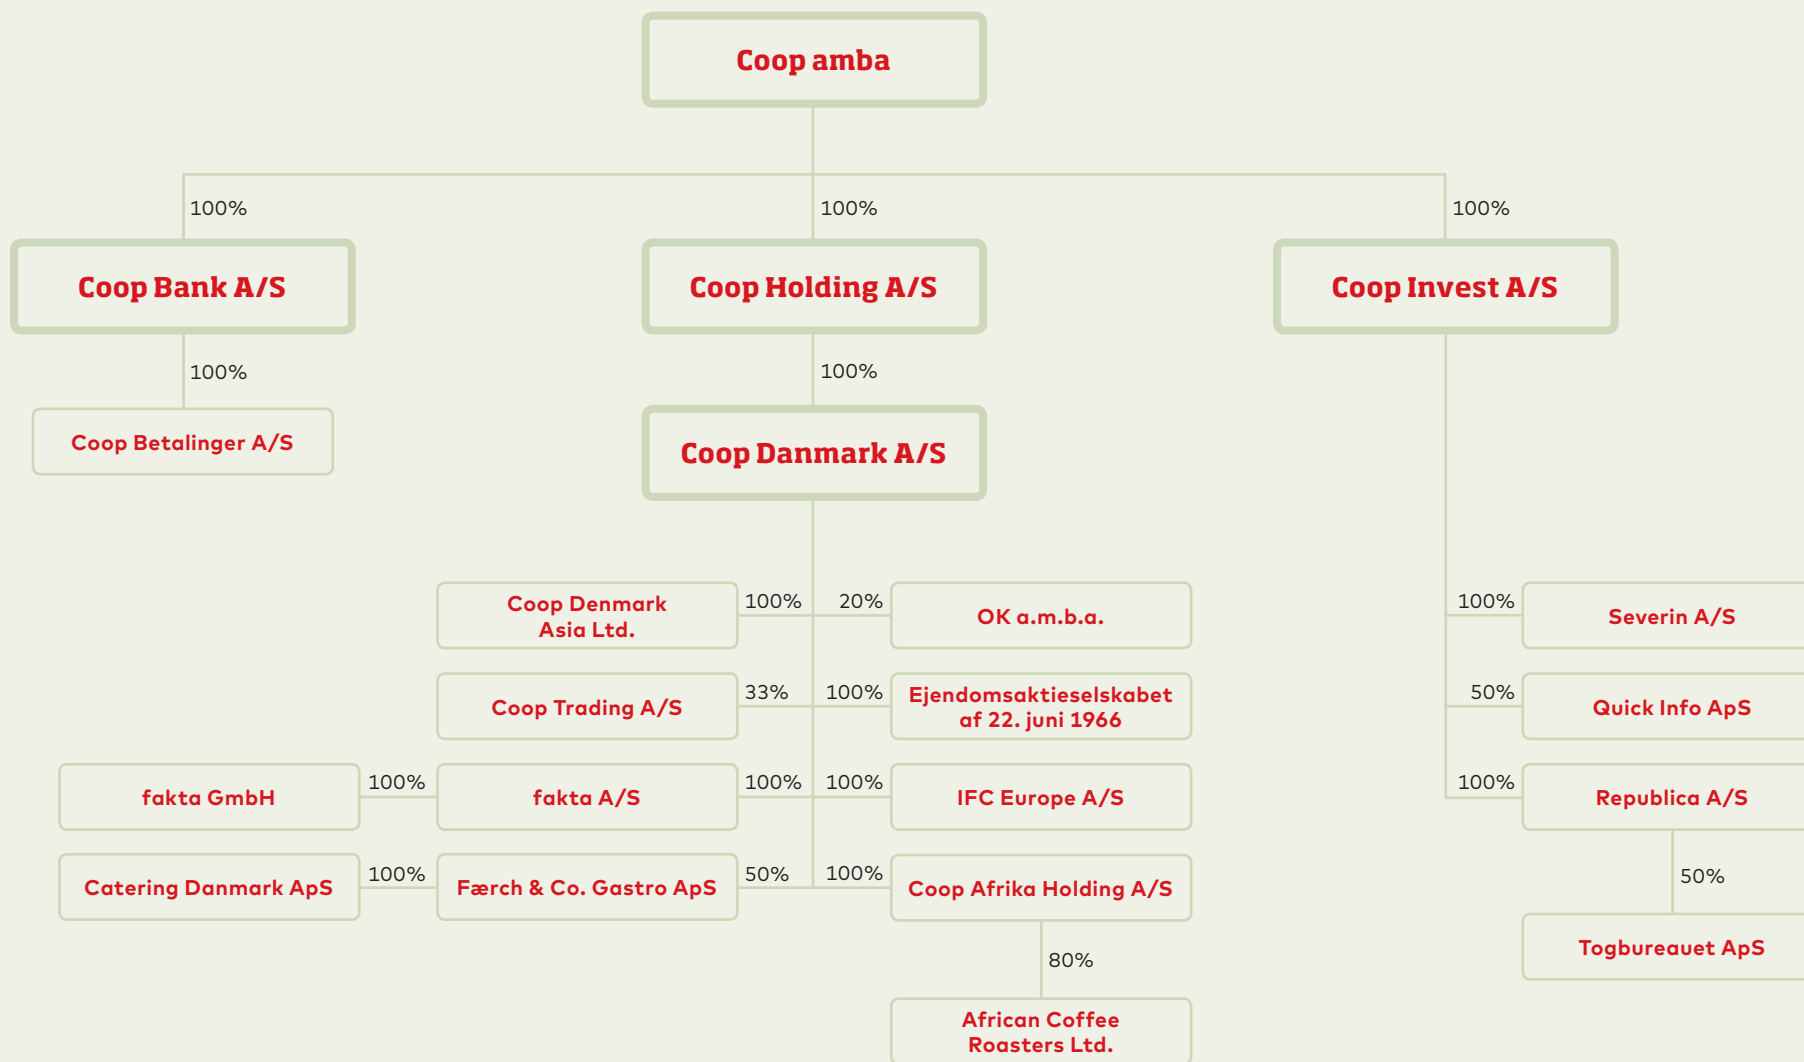 Coop amba
100%
100%
100%
Coop Bank A/S
Coop Holding A/S
Coop Invest A/S
100%
100%
Coop Betalinger A/S
Coop Danmark A/S
Coop Denmark
Asia Ltd.
100%
20%
OK a.m.b.a.
100%
Severin A/S
Coop Trading A/S
33%
100%
Ejendomsaktieselskabet
af 22. juni 1966
50%
Quick Info ApS
fakta GmbH
100%
fakta A/S
100%
100%
IFC Europe A/S
100%
Republica A/S
Catering Danmark ApS
100%
Færch & Co. Gastro ApS
50%
100%
Coop Afrika Holding A/S
50%
80%
Togbureauet ApS
African Coffee
Roasters Ltd.